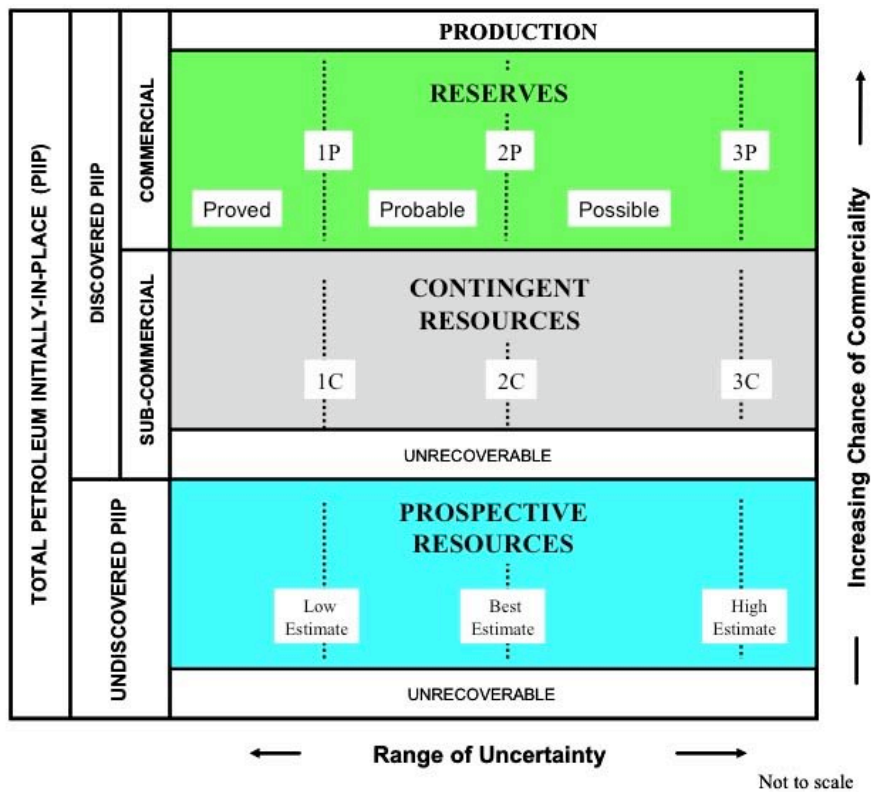 TOTAL PETROLEUM INITIALLY-IN-PLACE (PIIP)
DISCOVERED PIIP
UNDISCOVERED PIIP
COMMERCIAL
SUB-COMMERCIAL
PRODUCTION
RESERVES
1P
2P
3P
Proved
Probable
Possible
CONTINGENT
RESOURCES
1C
2C
3C
UNRECOVERABLE
PROSPECTIVE
RESOURCES
Low
Estimate
Best
Estimate
High
Estimate
UNRECOVERABLE
Increasing Chance of Commerciality
Range of Uncertainty
Not to scale